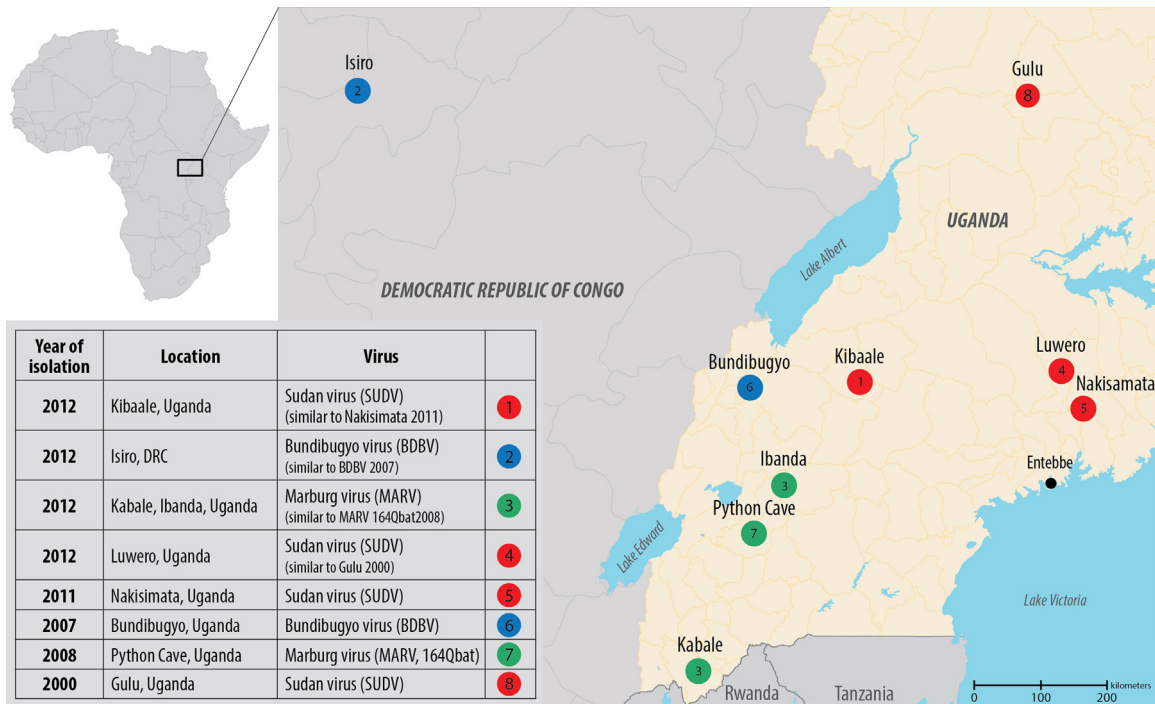 Isiro
2
Gulu
8
UGANDA
Lake Albert
DEMOCRATIC REPUBLIC OF CONGO
Bundibugyo
6
Kibaale
1
Luwero
4
Nakisamata
5
Ibanda
3
Entebbe
Python Cave
7
Lake Edward
Lake Victoria
Kabale
3
Rwanda
Tanzania
kilometers
0 100 200
Year of isolation Location Virus
2012 Kibaale, Uganda Sudan virus (SUDV) 1
(similar to Nakisimata 2011)
2012 Isiro, DRC Bundibugyo virus (BDBV) 2
(similar to BDBV 2007)
2012 Kabale, Ibanda, Uganda Marburg virus (MARV) 3
(similar to MARV 164Qbat2008)
2012 Luwero, Uganda Sudan virus (SUDV) 4
(similar to Gulu 2000)
2011 Nakisimata, Uganda Sudan virus (SUDV) 5
2007 Bundibugyo, Uganda Bundibugyo virus (BDBV) 6
2008 Python Cave, Uganda Marburg virus (MARV, 164Qbat) 7
2000 Gulu, Uganda Sudan virus (SUDV) 8